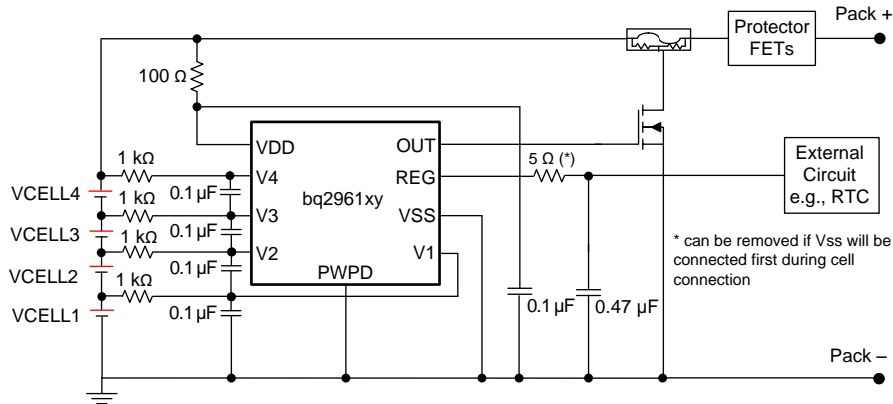 Pack +
Protector
FETs
100 Ω
VDD
OUT
1 kΩ
5 Ω (*)
External
Circuit
e.g., RTC
V4
REG
VCELL4
0.1 µF
bq2961xy
1 kΩ
V3
VSS
VCELL3
0.1 µF
1 kΩ
V2
V1
* can be removed if Vss will be
connected first during cell
connection
VCELL2
0.1 µF
PWPD
1 kΩ
VCELL1
0.1 µF
0.1 µF
0.47 µF
Pack –